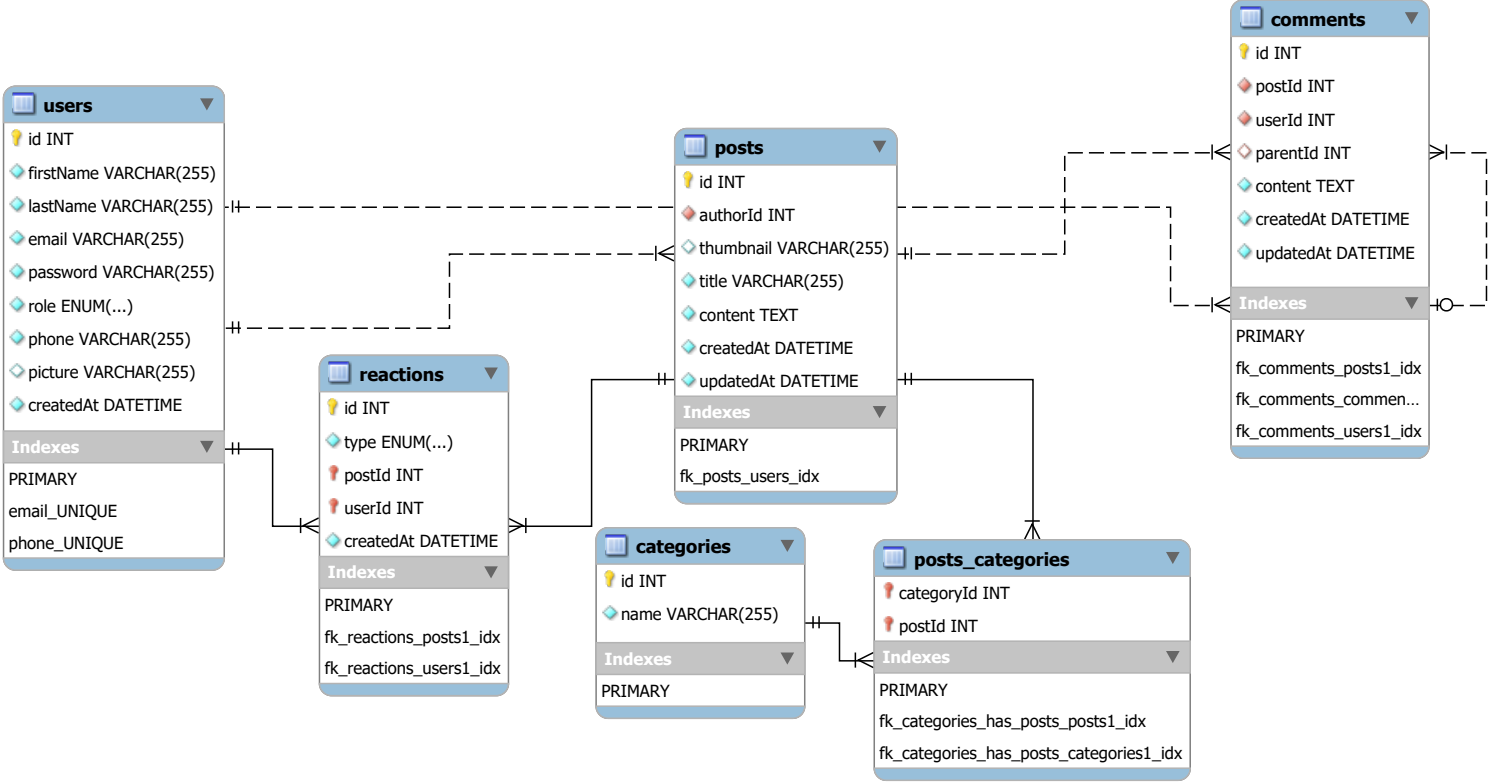 users
id INT
firstName VARCHAR(255)
lastName VARCHAR(255)
email VARCHAR(255)
password VARCHAR(255)
role ENUM(...)
phone VARCHAR(255)
picture VARCHAR(255)
createdAt DATETIME
Indexes
PRIMARY
email_UNIQUE
phone_UNIQUE
reactions
id INT
type ENUM(...)
postId INT
userId INT
createdAt DATETIME
Indexes
PRIMARY
fk_reactions_posts1_idx
fk_reactions_users1_idx
posts
id INT
authorId INT
thumbnail VARCHAR(255)
title VARCHAR(255)
content TEXT
createdAt DATETIME
updatedAt DATETIME
Indexes
PRIMARY
fk_posts_users_idx
categories
id INT
name VARCHAR(255)
Indexes
PRIMARY
posts_categories
categoryId INT
postId INT
Indexes
PRIMARY
fk_categories_has_posts_posts1_idx
fk_categories_has_posts_categories1_idx
comments
id INT
postId INT
userId INT
parentId INT
content TEXT
createdAt DATETIME
updatedAt DATETIME
Indexes
PRIMARY
fk_comments_posts1_idx
fk_comments_commen...
fk_comments_users1_idx